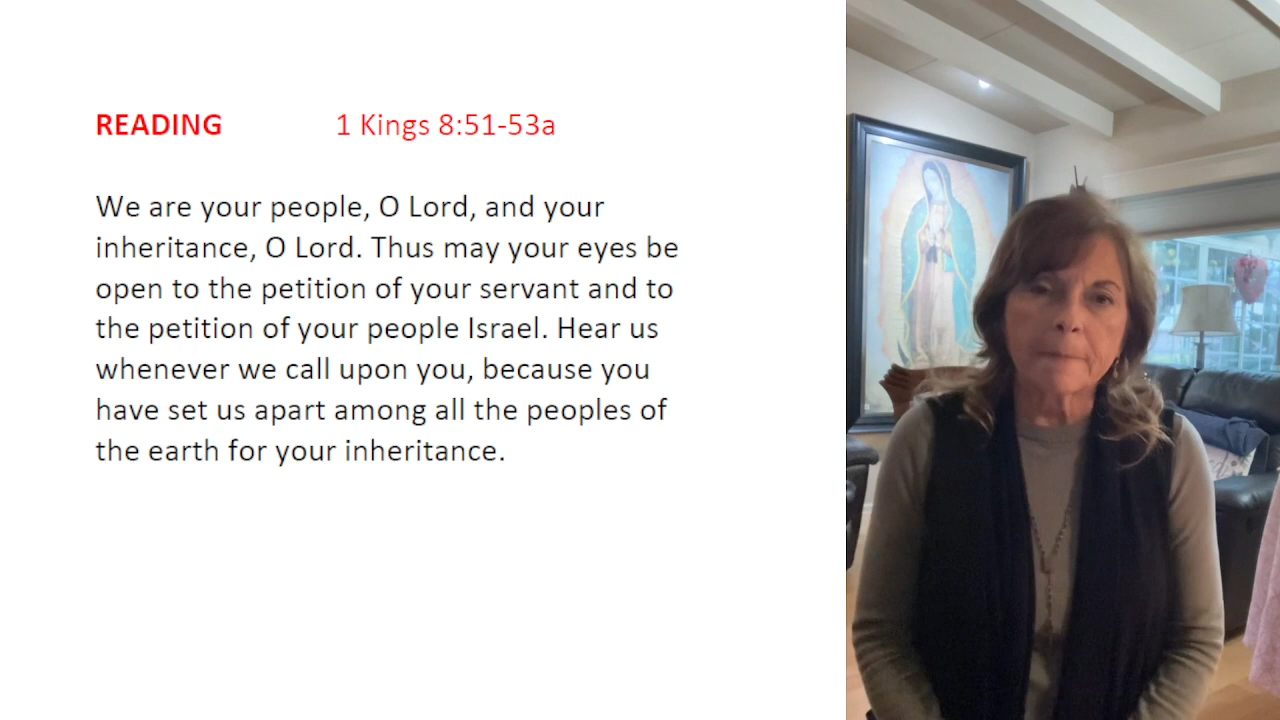 READING 1 Kings 8:51-53a
We are your people, O Lord, and your
inheritance, O Lord. Thus may your eyes be
open to the petition of your servant and to
the petition of your people Israel. Hear us
whenever we call upon you, because you
have set us apart among all the peoples of
the earth for your inheritance.